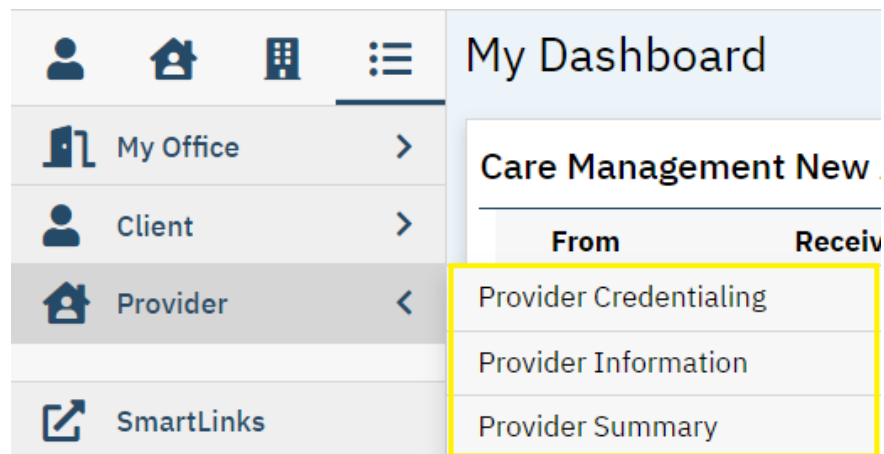 My Dashboard
My Office
Client
Provider
SmartLinks
Care Management New
From
Provider Credentialing
Provider Information
Provider Summary